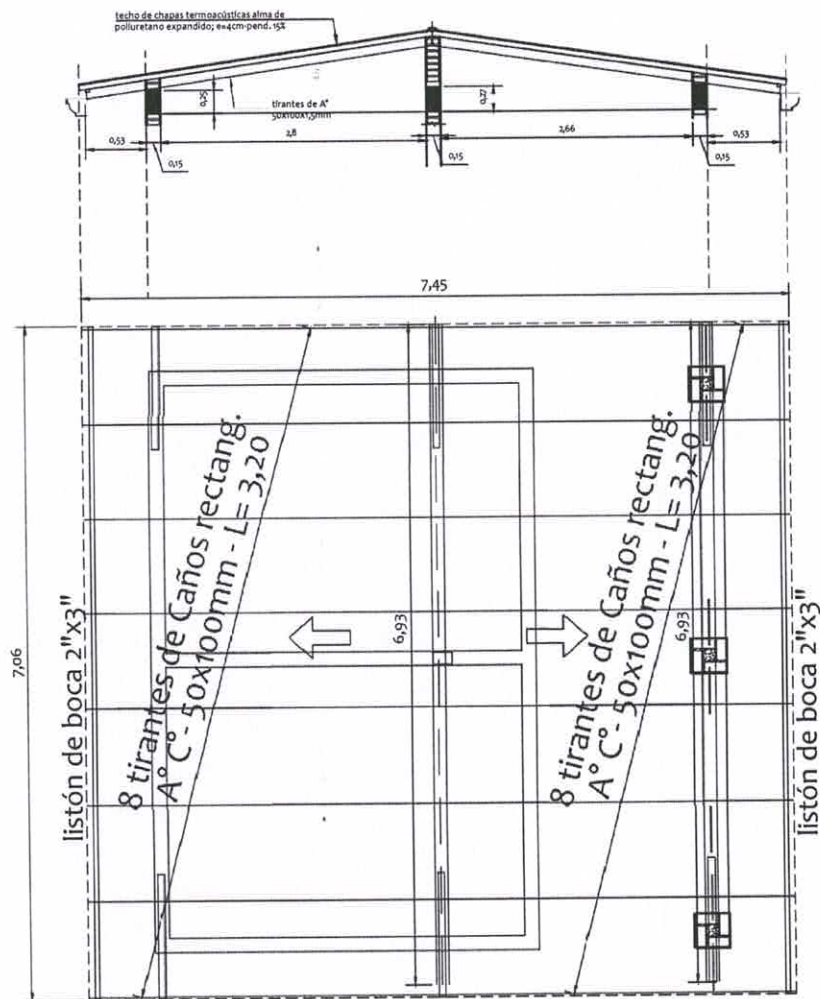 techo de chapas termoacústicas alma de
poliuretano expandido; e=4cm-pend. 15%
0,25
tirantes de A°
50x100x1,5mm
0,27
0,53
2,8
2,66
0,53
0,15
0,15
0,15
7,45
7,06
listón de boca 2"x3"
8 tirantes de Caños rectang.
A° C°- 50x100mm - L= 3,20
6,93
8 tirantes de Caños rectang.
A° C°- 50x100mm - L= 3,20
6,93
listón de boca 2"x3"